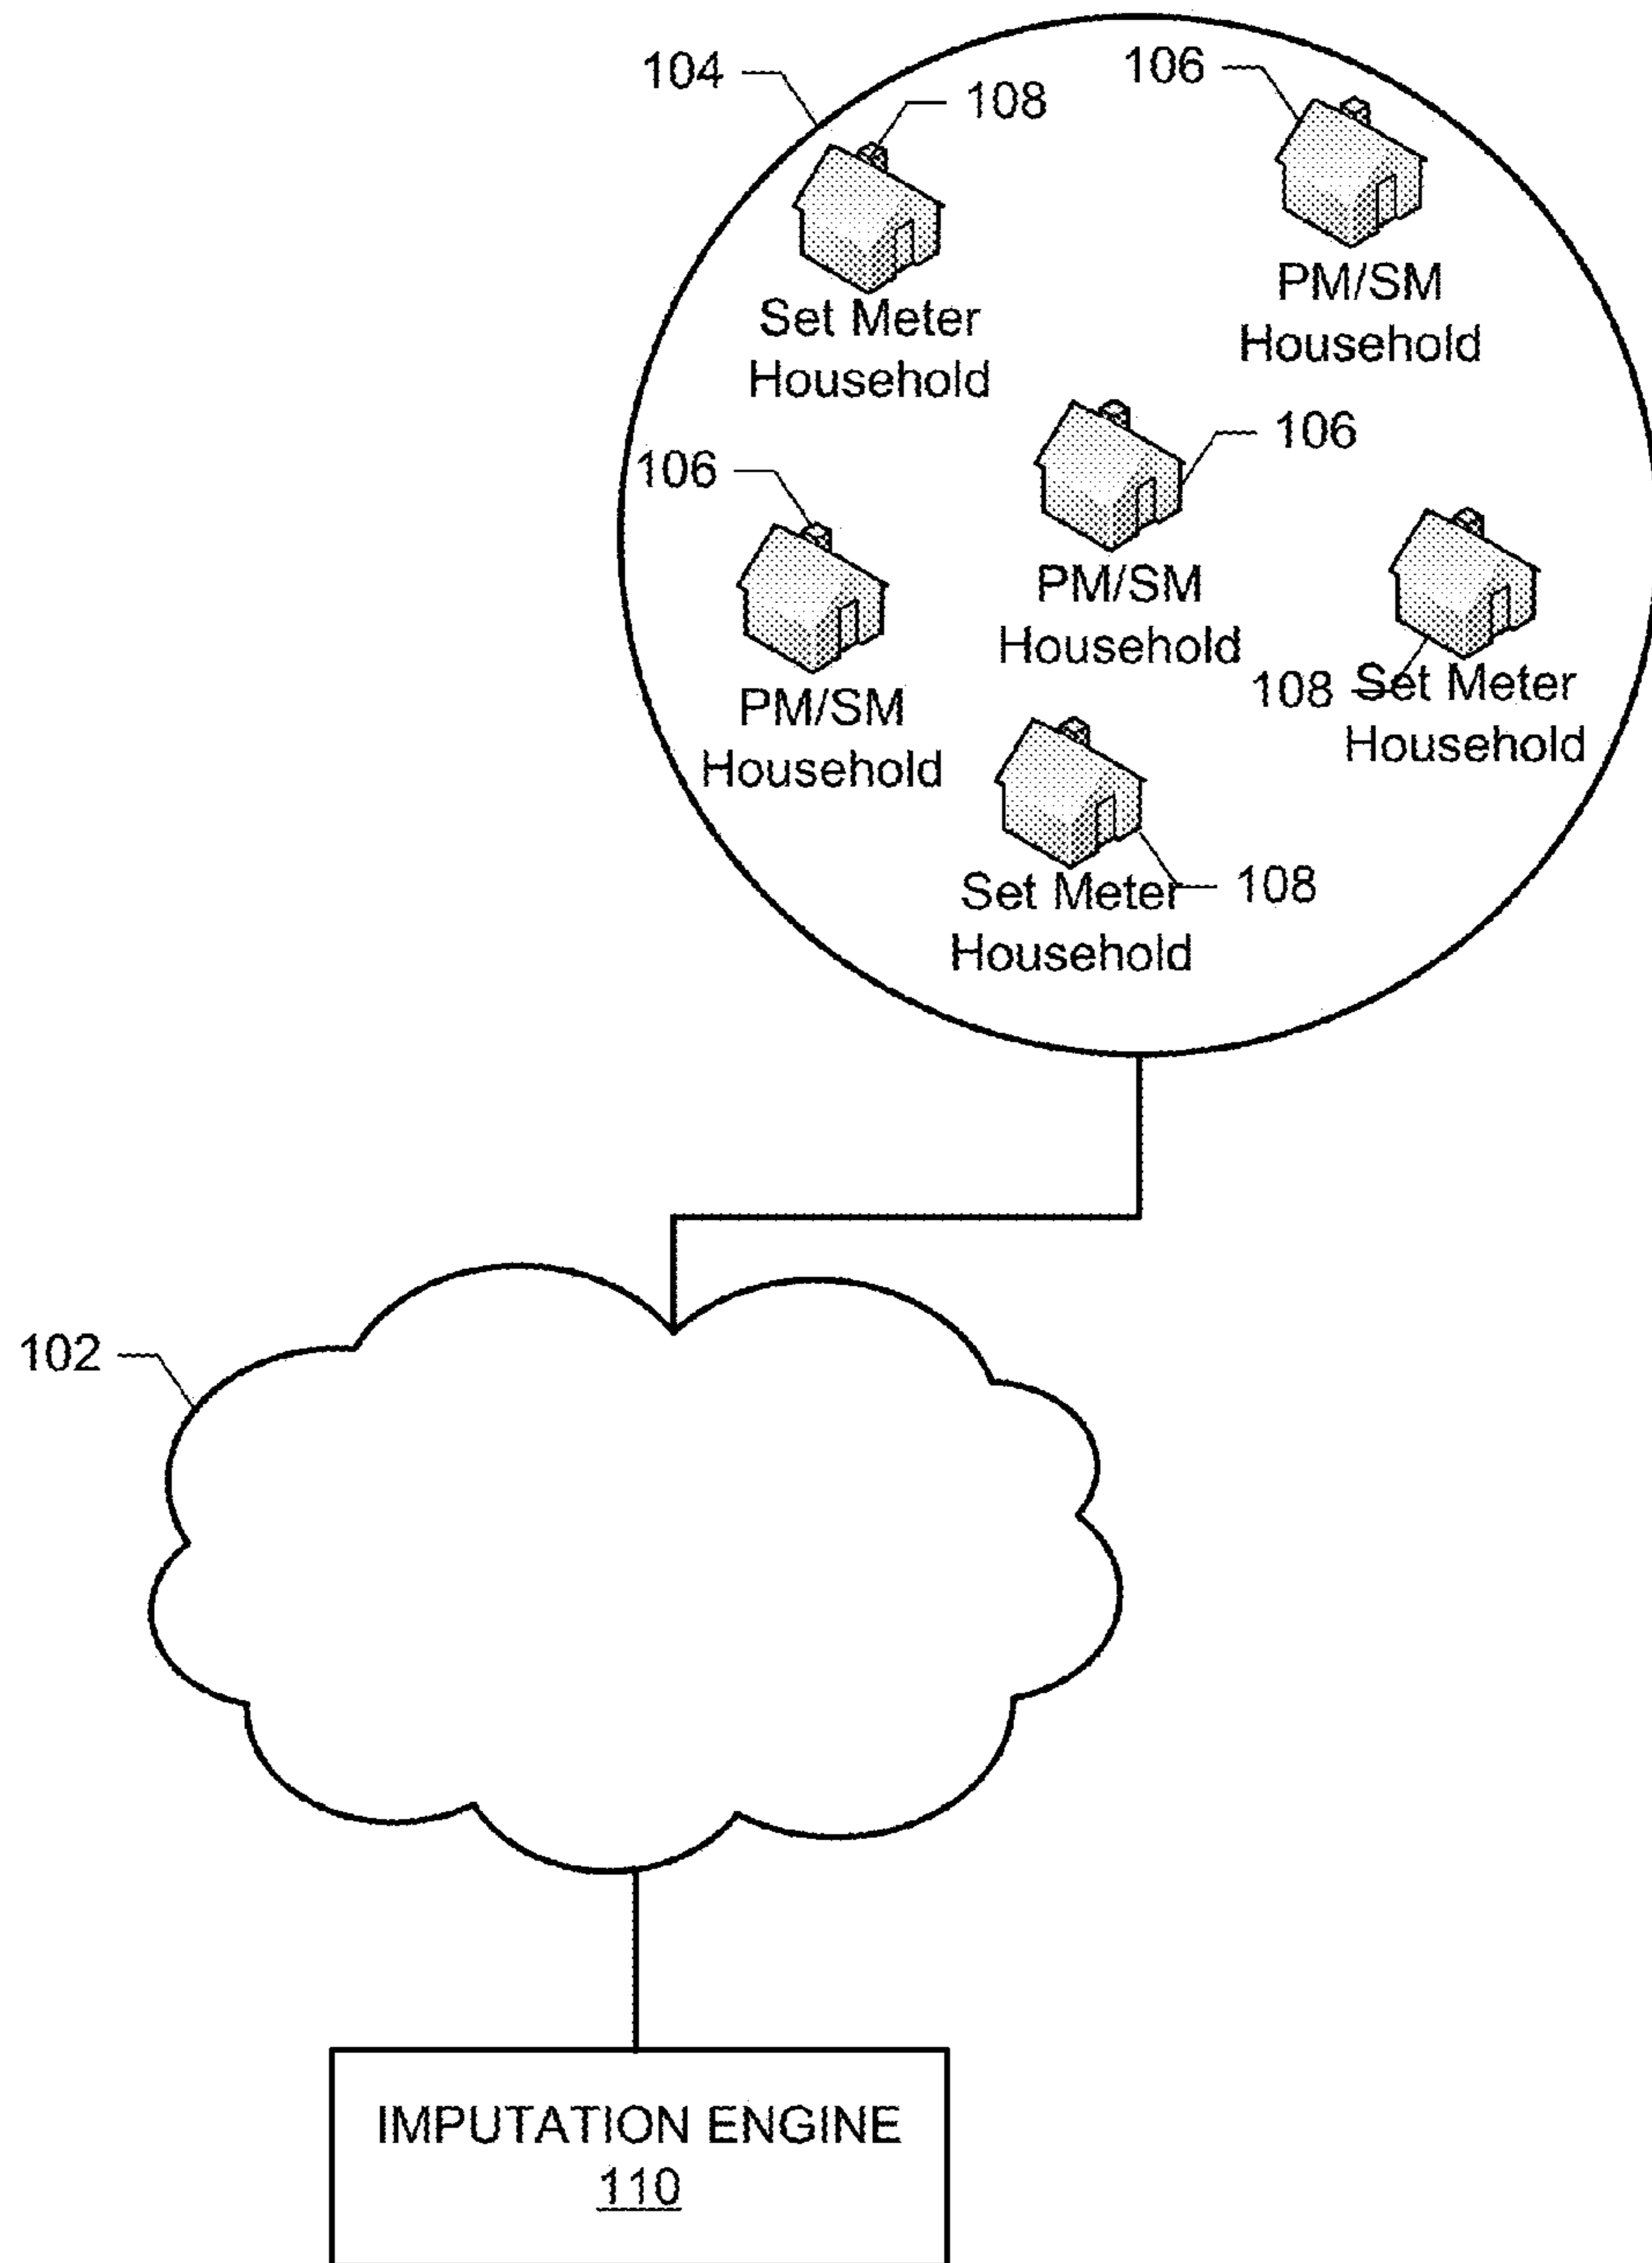 104
108
106
Set Meter
Household
PM/SM
Household
106
106
PM/SM
Household
PM/SM
Household
108
Set Meter
Household
Set Meter
Household
108
102
IMPUTATION ENGINE
110